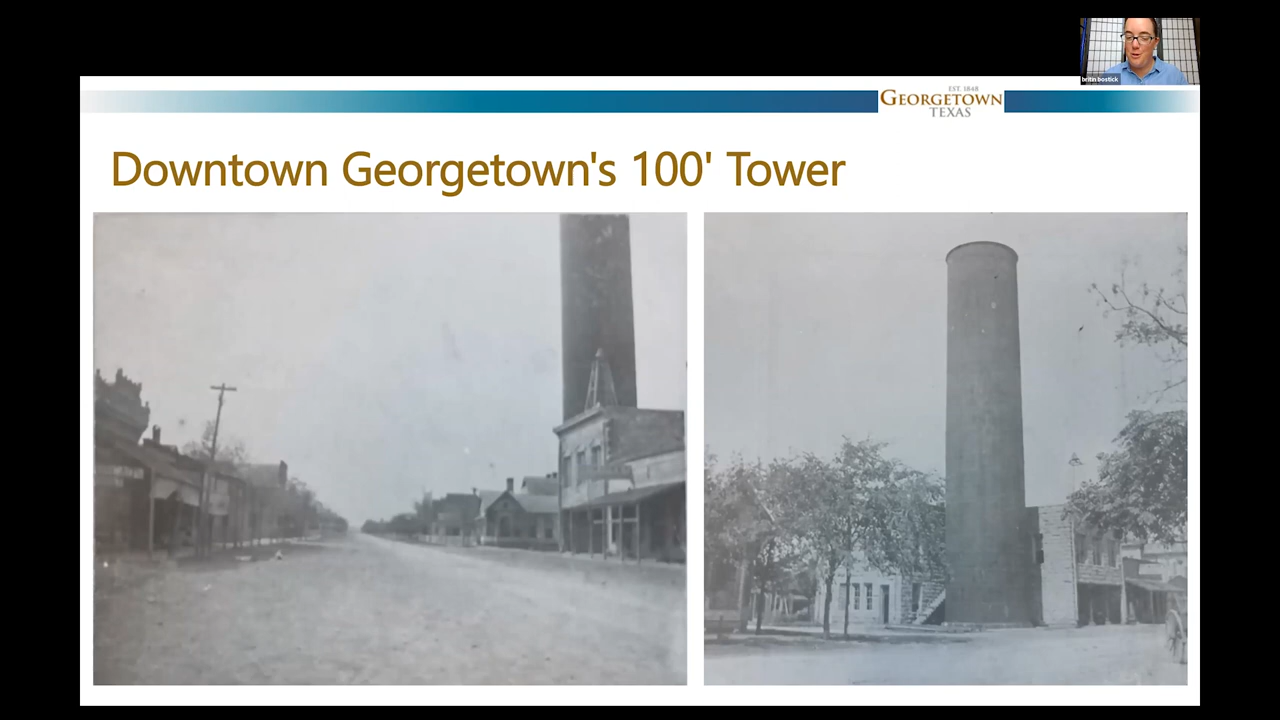 britin bostick
EST. 1848
GEORGETOWN
TEXAS
Downtown Georgetown's 100' Tower